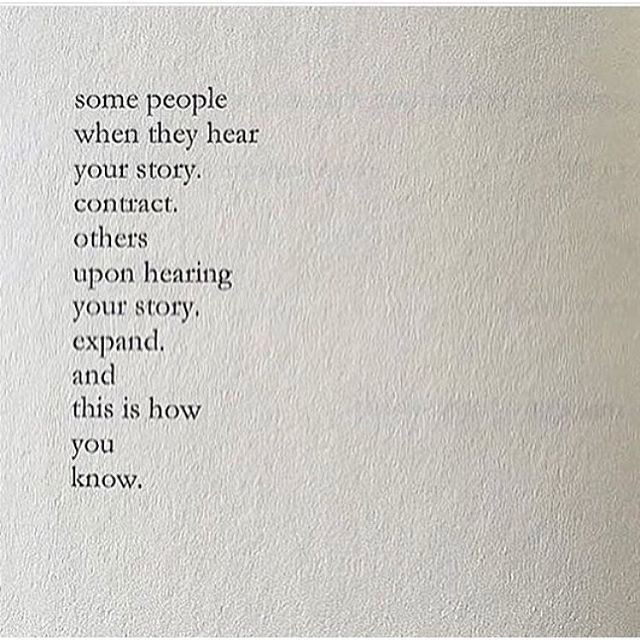 some people
when they hear
your story.
contract.
others
upon hearing
your story.
expand.
and
this is how
you
know.